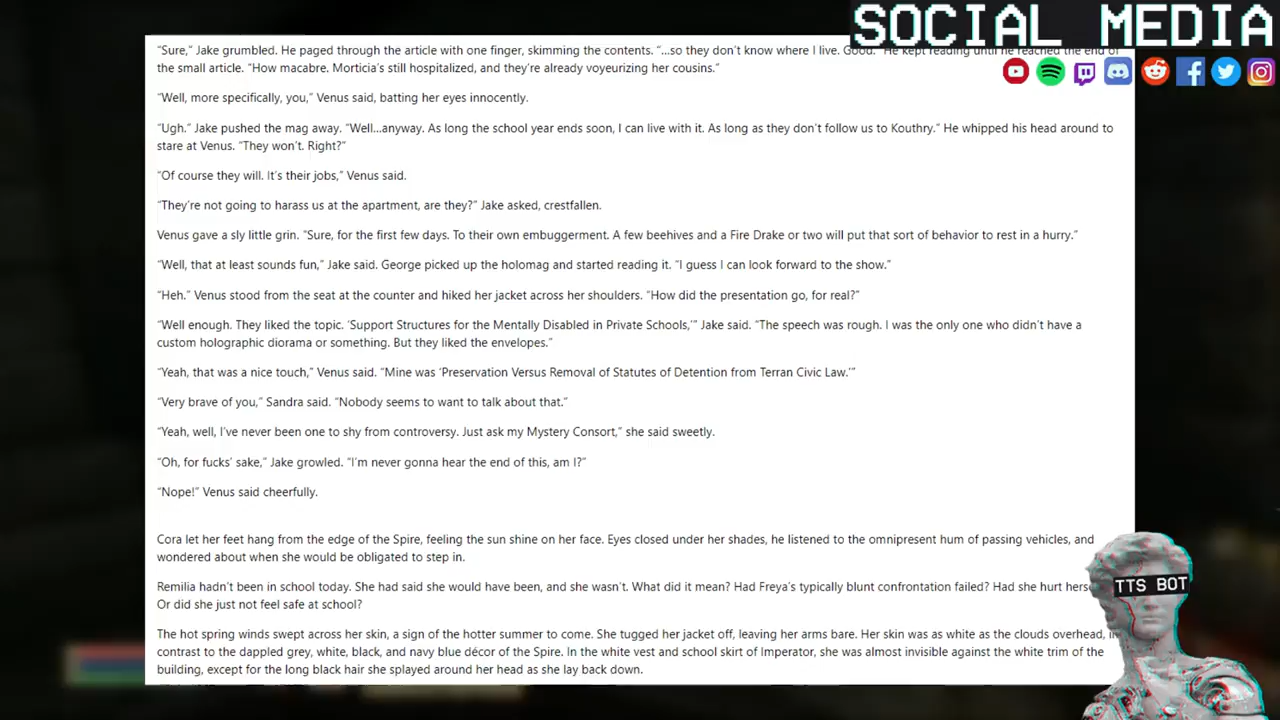 SOCIAL MEDIA
“Sure,” Jake grumbled. He paged through the article with one finger, skimming the contents. “…so they don’t know where I live. Good.” He kept reading until he reached the end of
the small article. “How macabre. Morticia’s still hospitalized, and they’re already voyeurizing her cousins.”
“Well, more specifically, you,” Venus said, batting her eyes innocently.
“Ugh.” Jake pushed the mag away. “Well…anyway. As long the school year ends soon, I can live with it. As long as they don’t follow us to Kouthry.” He whipped his head around to
stare at Venus. “They won’t. Right?”
“Of course they will. It’s their jobs,” Venus said.
“They’re not going to harass us at the apartment, are they?” Jake asked, crestfallen.
Venus gave a sly little grin. “Sure, for the first few days. To their own embuggerment. A few beehives and a Fire Drake or two will put that sort of behavior to rest in a hurry.”
“Well, that at least sounds fun,” Jake said. George picked up the holomag and started reading it. “I guess I can look forward to the show.”
“Heh.” Venus stood from the seat at the counter and hiked her jacket across her shoulders. “How did the presentation go, for real?”
“Well enough. They liked the topic. ‘Support Structures for the Mentally Disabled in Private Schools,’” Jake said. “The speech was rough. I was the only one who didn’t have a
custom holographic diorama or something. But they liked the envelopes.”
“Yeah, that was a nice touch,” Venus said. “Mine was ‘Preservation Versus Removal of Statutes of Detention from Terran Civic Law.’”
“Very brave of you,” Sandra said. “Nobody seems to want to talk about that.”
“Yeah, well, I’ve never been one to shy from controversy. Just ask my Mystery Consort,” she said sweetly.
“Oh, for fucks’ sake,” Jake growled. “I’m never gonna hear the end of this, am I?”
“Nope!” Venus said cheerfully.
Cora let her feet hang from the edge of the Spire, feeling the sun shine on her face. Eyes closed under her shades, he listened to the omnipresent hum of passing vehicles, and
wondered about when she would be obligated to step in.
Remilia hadn’t been in school today. She had said she would have been, and she wasn’t. What did it mean? Had Freya’s typically blunt confrontation failed? Had she hurt
Or did she just not feel safe at school?
The hot spring winds swept across her skin, a sign of the hotter summer to come. She tugged her jacket off, leaving her arms bare. Her skin was as white as the clouds overhead,
contrast to the dappled grey, white, black, and navy blue décor of the Spire. In the white vest and school skirt of Imperator, she was almost invisible against the white trim of the
building, except for the long black hair she splayed around her head as she lay back down.
TTS BOT